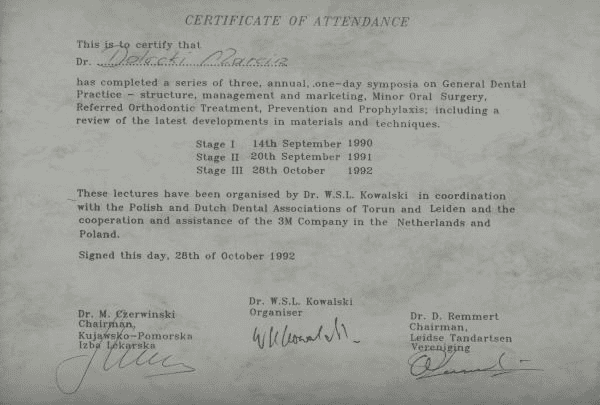 CERTIFICATE OF ATTENDANCE
This is to certify that
Dr. Dolecki Marcin
has completed a series of three, annual, one-day symposia on General Dental
Practice - structure, management and marketing, Minor Oral Surgery,
Referred Orthodontic Treatment, Prevention and Prophylaxis; including a
review of the latest developments in materials and techniques.
Stage I 14th September 1990
Stage II 20th September 1991
Stage III 28th October 1992
These lectures have been organised by Dr. W.S.L. Kowalski in coordination
with the Polish and Dutch Dental Associations of Torun and Leiden and the
cooperation and assistance of the 3M Company in the Netherlands and
Poland.
Signed this day, 28th of October 1992
Dr. M. Czerwinski
Chairman,
Kujawsko-Pomorska
Izba Lekarska
Dr. W.S.L. Kowalski
Organiser
Dr. D. Remmert
Chairman,
Leidse Tandartsen
Vereniging